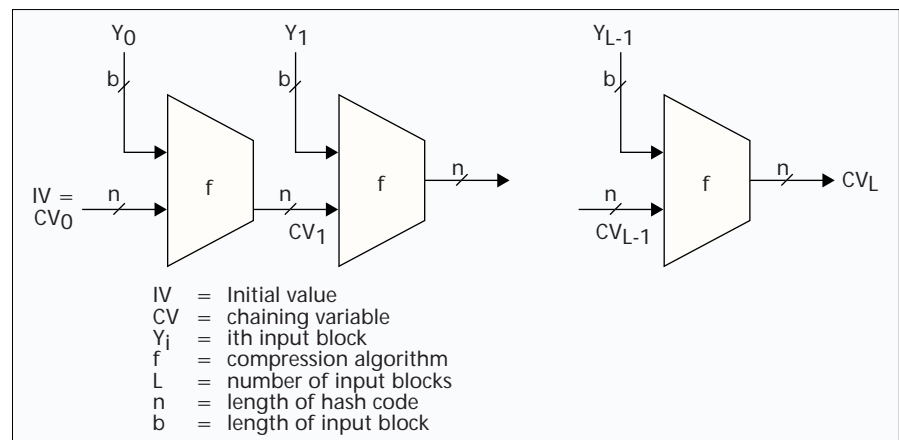 Y0 Y1 YL-1
b b b
f f f
n n n n n
IV =
CV0
CV1 CVL-1 CVL
IV = Initial value
CV = chaining variable
Yi = ith input block
f = compression algorithm
L = number of input blocks
n = length of hash code
b = length of input block